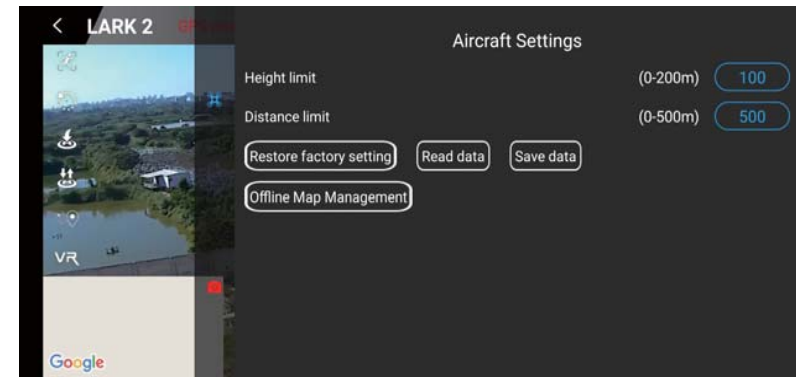 LARK 2
Aircraft Settings
Height limit (0-200m) 100
Distance limit (0-500m) 500
Restore factory setting Read data Save data
Offline Map Management
VR
Google